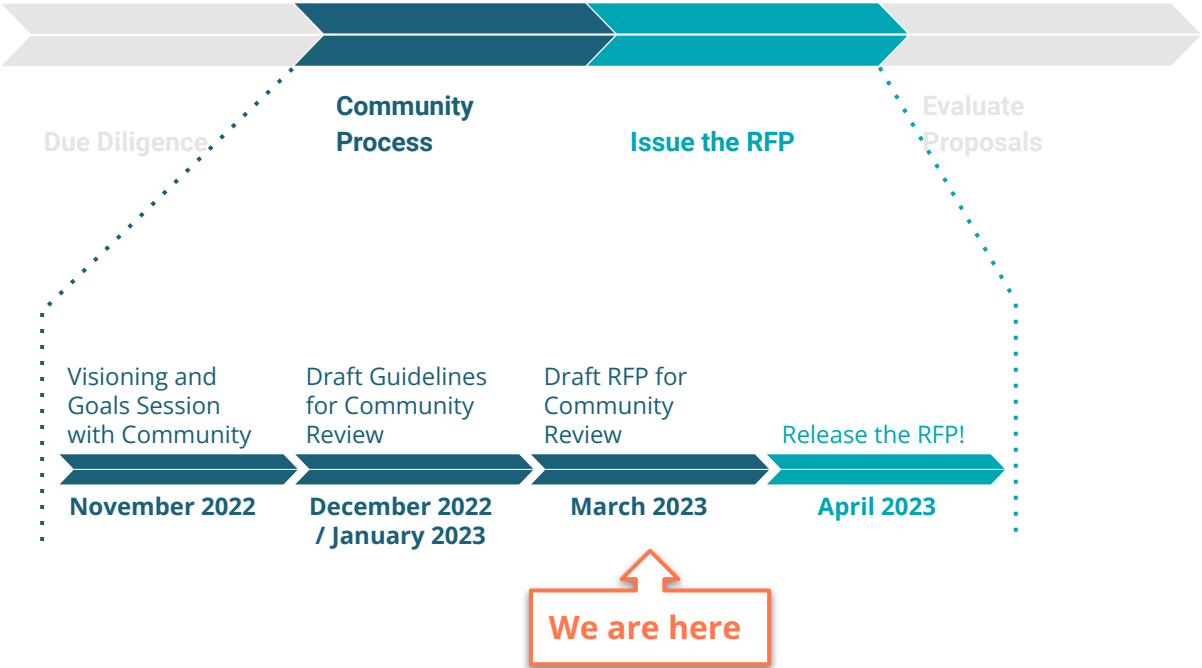 Due Diligence
Community
Process
Issue the RFP
Evaluate
Proposals
Visioning and
Goals Session
with Community
Draft Guidelines
for Community
Review
Draft RFP for
Community
Review
Release the RFP!
November 2022
December 2022
/ January 2023
March 2023
April 2023
We are here